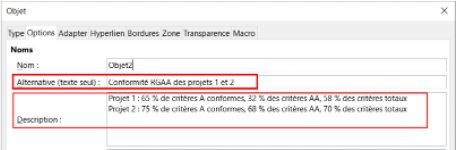 Objet
Type Options Adapter Hyperlien Bordures Zone Transparence Macro
Noms
Nom :
Objet2
Alternative (texte seul) : Conformité RGAA des projets 1 et 2
Projet 1 : 65 % de critères A conformes, 32 % des critères AA, 58 % des critères totaux
Projet 2 : 75 % de critères A conformes, 68 % des critères AA, 70 % des critères totaux
Description :